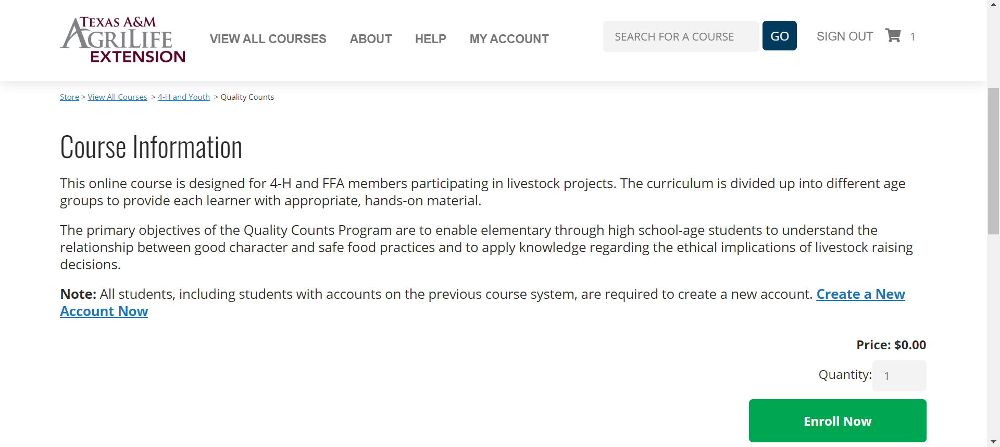 TEXAS A&M
AGRILIFE
EXTENSION
VIEW ALL COURSES ABOUT HELP MY ACCOUNT SEARCH FOR A COURSE GO SIGN OUT 1
Store > View All Courses > 4-H and Youth > Quality Counts
Course Information
This online course is designed for 4-H and FFA members participating in livestock projects. The curriculum is divided up into different age
groups to provide each learner with appropriate, hands-on material.
The primary objectives of the Quality Counts Program are to enable elementary through high school-age students to understand the
relationship between good character and safe food practices and to apply knowledge regarding the ethical implications of livestock raising
decisions.
Note: All students, including students with accounts on the previous course system, are required to create a new account. Create a New
Account Now
Price: $0.00
Quantity: 1
Enroll Now